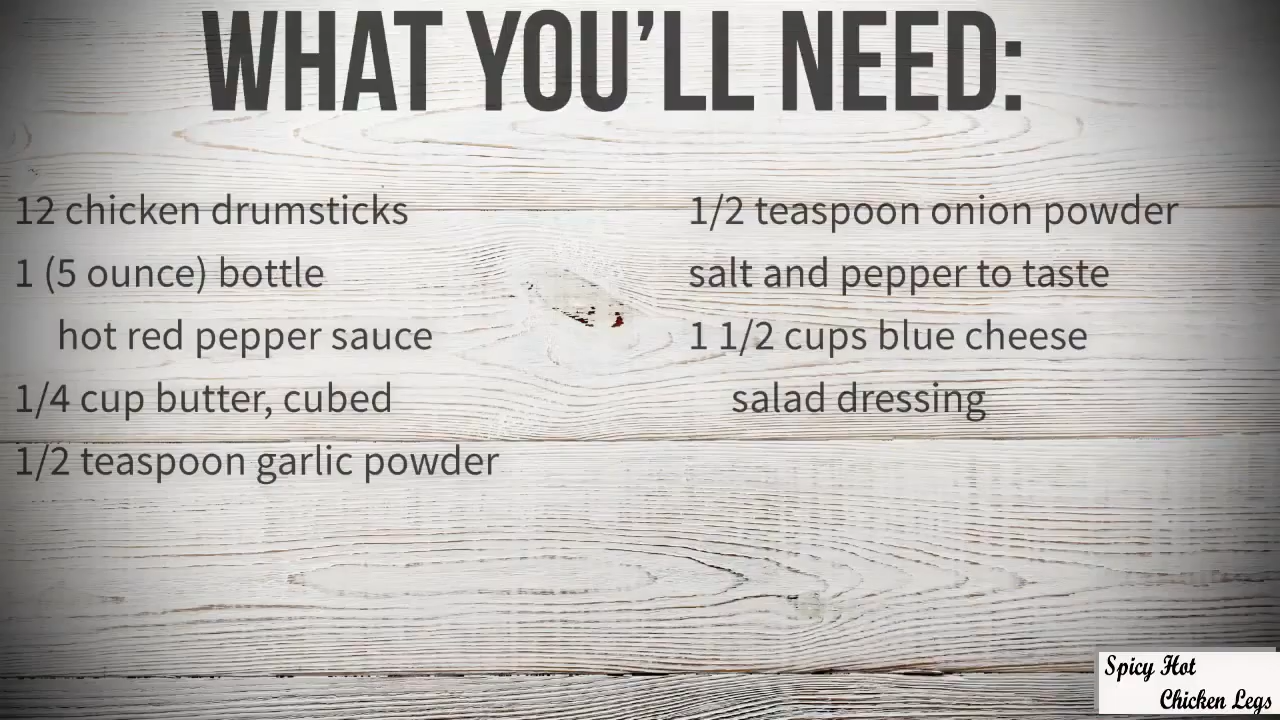 WHAT YOU'LL NEED:
12 chicken drumsticks
1 (5 ounce) bottle
hot red pepper sauce
1/4 cup butter, cubed
1/2 teaspoon garlic powder
1/2 teaspoon onion powder
salt and pepper to taste
1 1/2 cups blue cheese
salad dressing
Spicy Hot
Chicken Legs